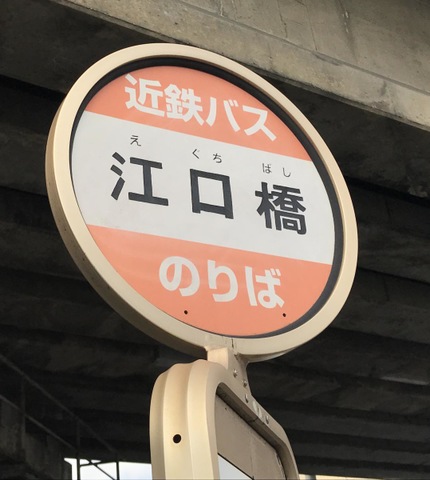 近鉄バス
え ぐち ばし
江口橋
のりば